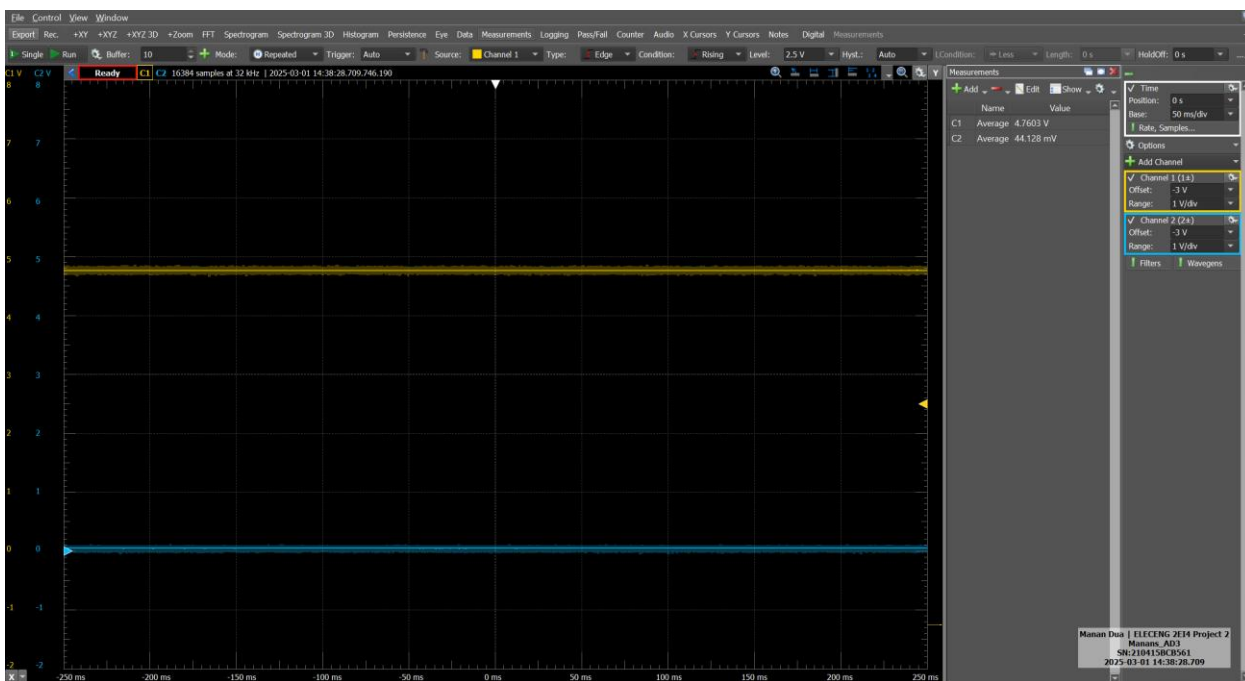 File Control View Window
Export Rec. +XY +XYZ +XYZ 3D +Zoom FFT Spectrogram Spectrogram 3D Histogram Persistence Eye Data Measurements Logging Pass/Fail Counter Audio X Cursors Y Cursors Notes Digital Measurements
Single Run Buffer: 10 Mode: Repeated Trigger: Auto Source: Channel 1 Type: Edge Condition: Rising Level: 2.5 V Hyst.: Auto LCondition: Less Length: 0 s HoldOff: 0 s ...
C1 V C2 V Ready C1 C2 16384 samples at 32 kHz | 2025-03-01 14:38:28.709.746.190 Y
8 8
7 7
6 6
5 5
4 4
3 3
2 2
1 1
0 0
-1 -1
-2 -2
X -250 ms -200 ms -150 ms -100 ms -50 ms 0 ms 50 ms 100 ms 150 ms 200 ms 250 ms
Measurements
Add Edit Show
Name Value
C1 Average 4.7603 V
C2 Average 44.128 mV
Time
Position: 0 s
Base: 50 ms/div
Rate, Samples...
Options
Add Channel
Channel 1 (1±)
Offset: -3 V
Range: 1 V/div
Channel 2 (2±)
Offset: -3 V
Range: 1 V/div
Filters Wavegens
Manan Dua | ELECENG 2EI4 Project 2
Manans_AD3
SN:210415BCB561
2025-03-01 14:38:28.709